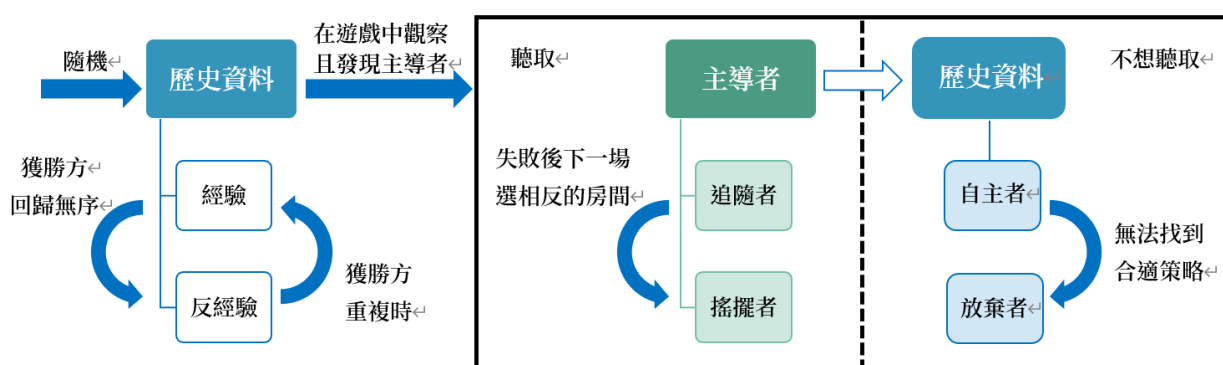 隨機
歷史資料
在遊戲中觀察
且發現主導者
獲勝方
回歸無序
經驗
反經驗
獲勝方
重複時
聽取
主導者
失敗後下一場
選相反的房間
追隨者
搖擺者
歷史資料
不想聽取
自主者
放棄者
無法找到
合適策略